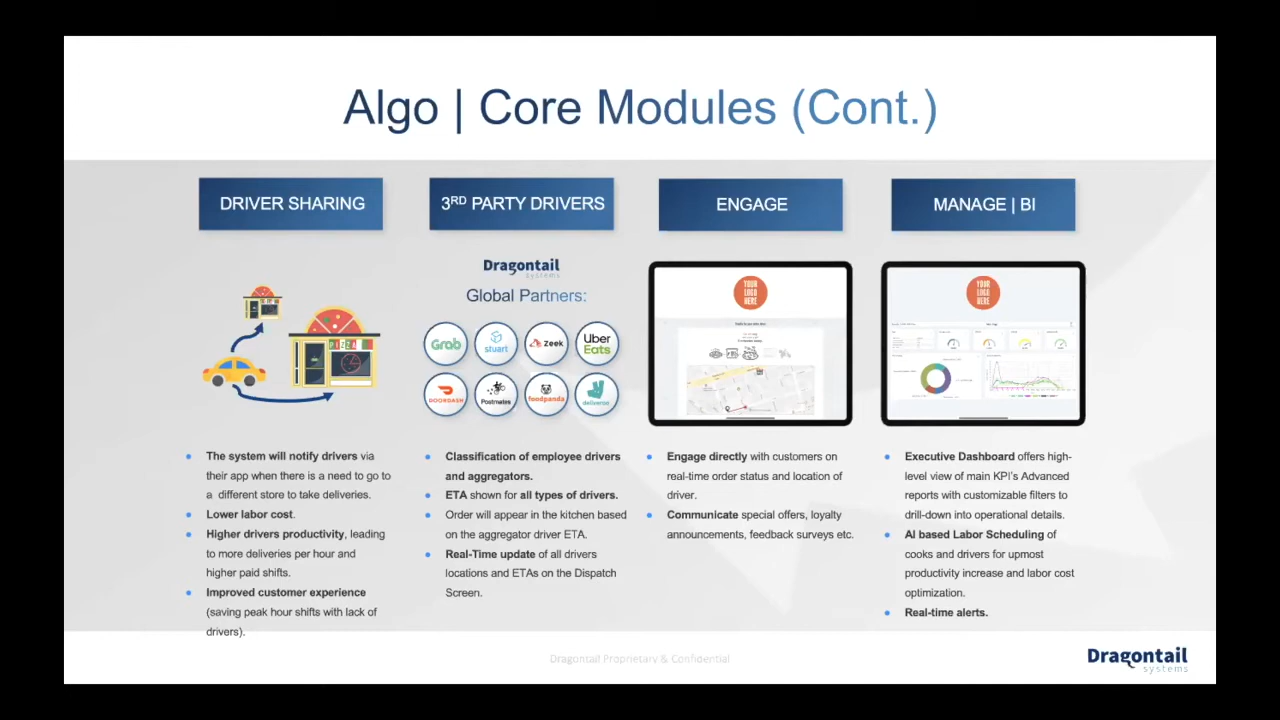 Algo | Core Modules (Cont.)
DRIVER SHARING
3RD PARTY DRIVERS
ENGAGE
MANAGE | BI
PIZZA
The system will notify drivers via
their app when there is a need to go to
a different store to take deliveries.
Lower labor cost.
Higher drivers productivity, leading
to more deliveries per hour and
higher paid shifts.
Improved customer experience
(saving peak hour shifts with lack of
drivers).
Dragontail
systems
Global Partners:
Grab
stuart
Zeek
Uber
Eats
DOORDASH
Postmates
foodpanda
deliveroo
Classification of employee drivers
and aggregators.
ETA shown for all types of drivers.
Order will appear in the kitchen based
on the aggregator driver ETA.
Real-Time update of all drivers
locations and ETAs on the Dispatch
Screen.
YOUR
LOGO
HERE
Engage directly with customers on
real-time order status and location of
driver.
Communicate special offers, loyalty
announcements, feedback surveys etc.
YOUR
LOGO
HERE
Executive Dashboard offers high-
level view of main KPI's Advanced
reports with customizable filters to
drill-down into operational details.
AI based Labor Scheduling of
cooks and drivers for upmost
productivity increase and labor cost
optimization.
Real-time alerts.
Dragontail Proprietary & Confidential
Dragontail
systems